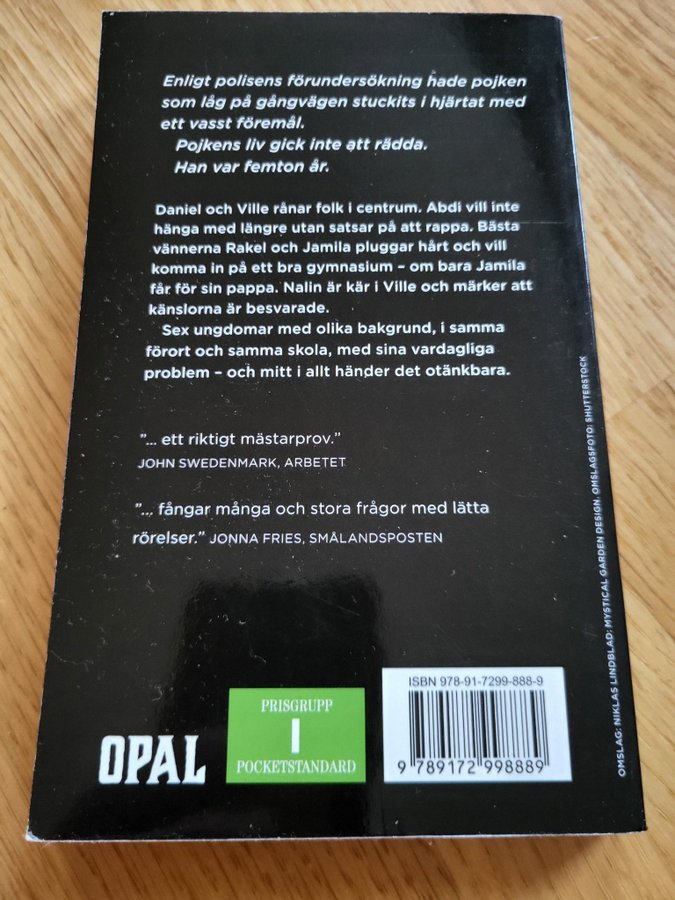 Enligt polisens förundersökning hade pojken
som låg på gångvägen stuckits i hjärtat med
ett vasst föremål.
Pojkens liv gick inte att rädda.
Han var femton år.
Daniel och Ville rånar folk i centrum. Abdi vill inte
hänga med längre utan satsar på att rappa. Bästa
vännerna Rakel och Jamila pluggar hårt och vill
komma in på ett bra gymnasium – om bara Jamila
får för sin pappa. Nalin är kär i Ville och märker att
känslorna är besvarade.
Sex ungdomar med olika bakgrund, i samma
förort och samma skola, med sina vardagliga
problem – och mitt i allt händer det otänkbara.
"... ett riktigt mästarprov."
JOHN SWEDENMARK, ARBETET
"... fångar många och stora frågor med lätta
rörelser." JONNA FRIES, SMÅLANDSPOSTEN
OMSLAG: NIKLAS LINDBLAD: MYSTICAL GARDEN DESIGN. OMSLAGSFOTO: SHUTTERSTOCK
OPAL
PRISGRUPP
I
POCKETSTANDARD
ISBN 978-91-7299-888-9
9 789172 998889